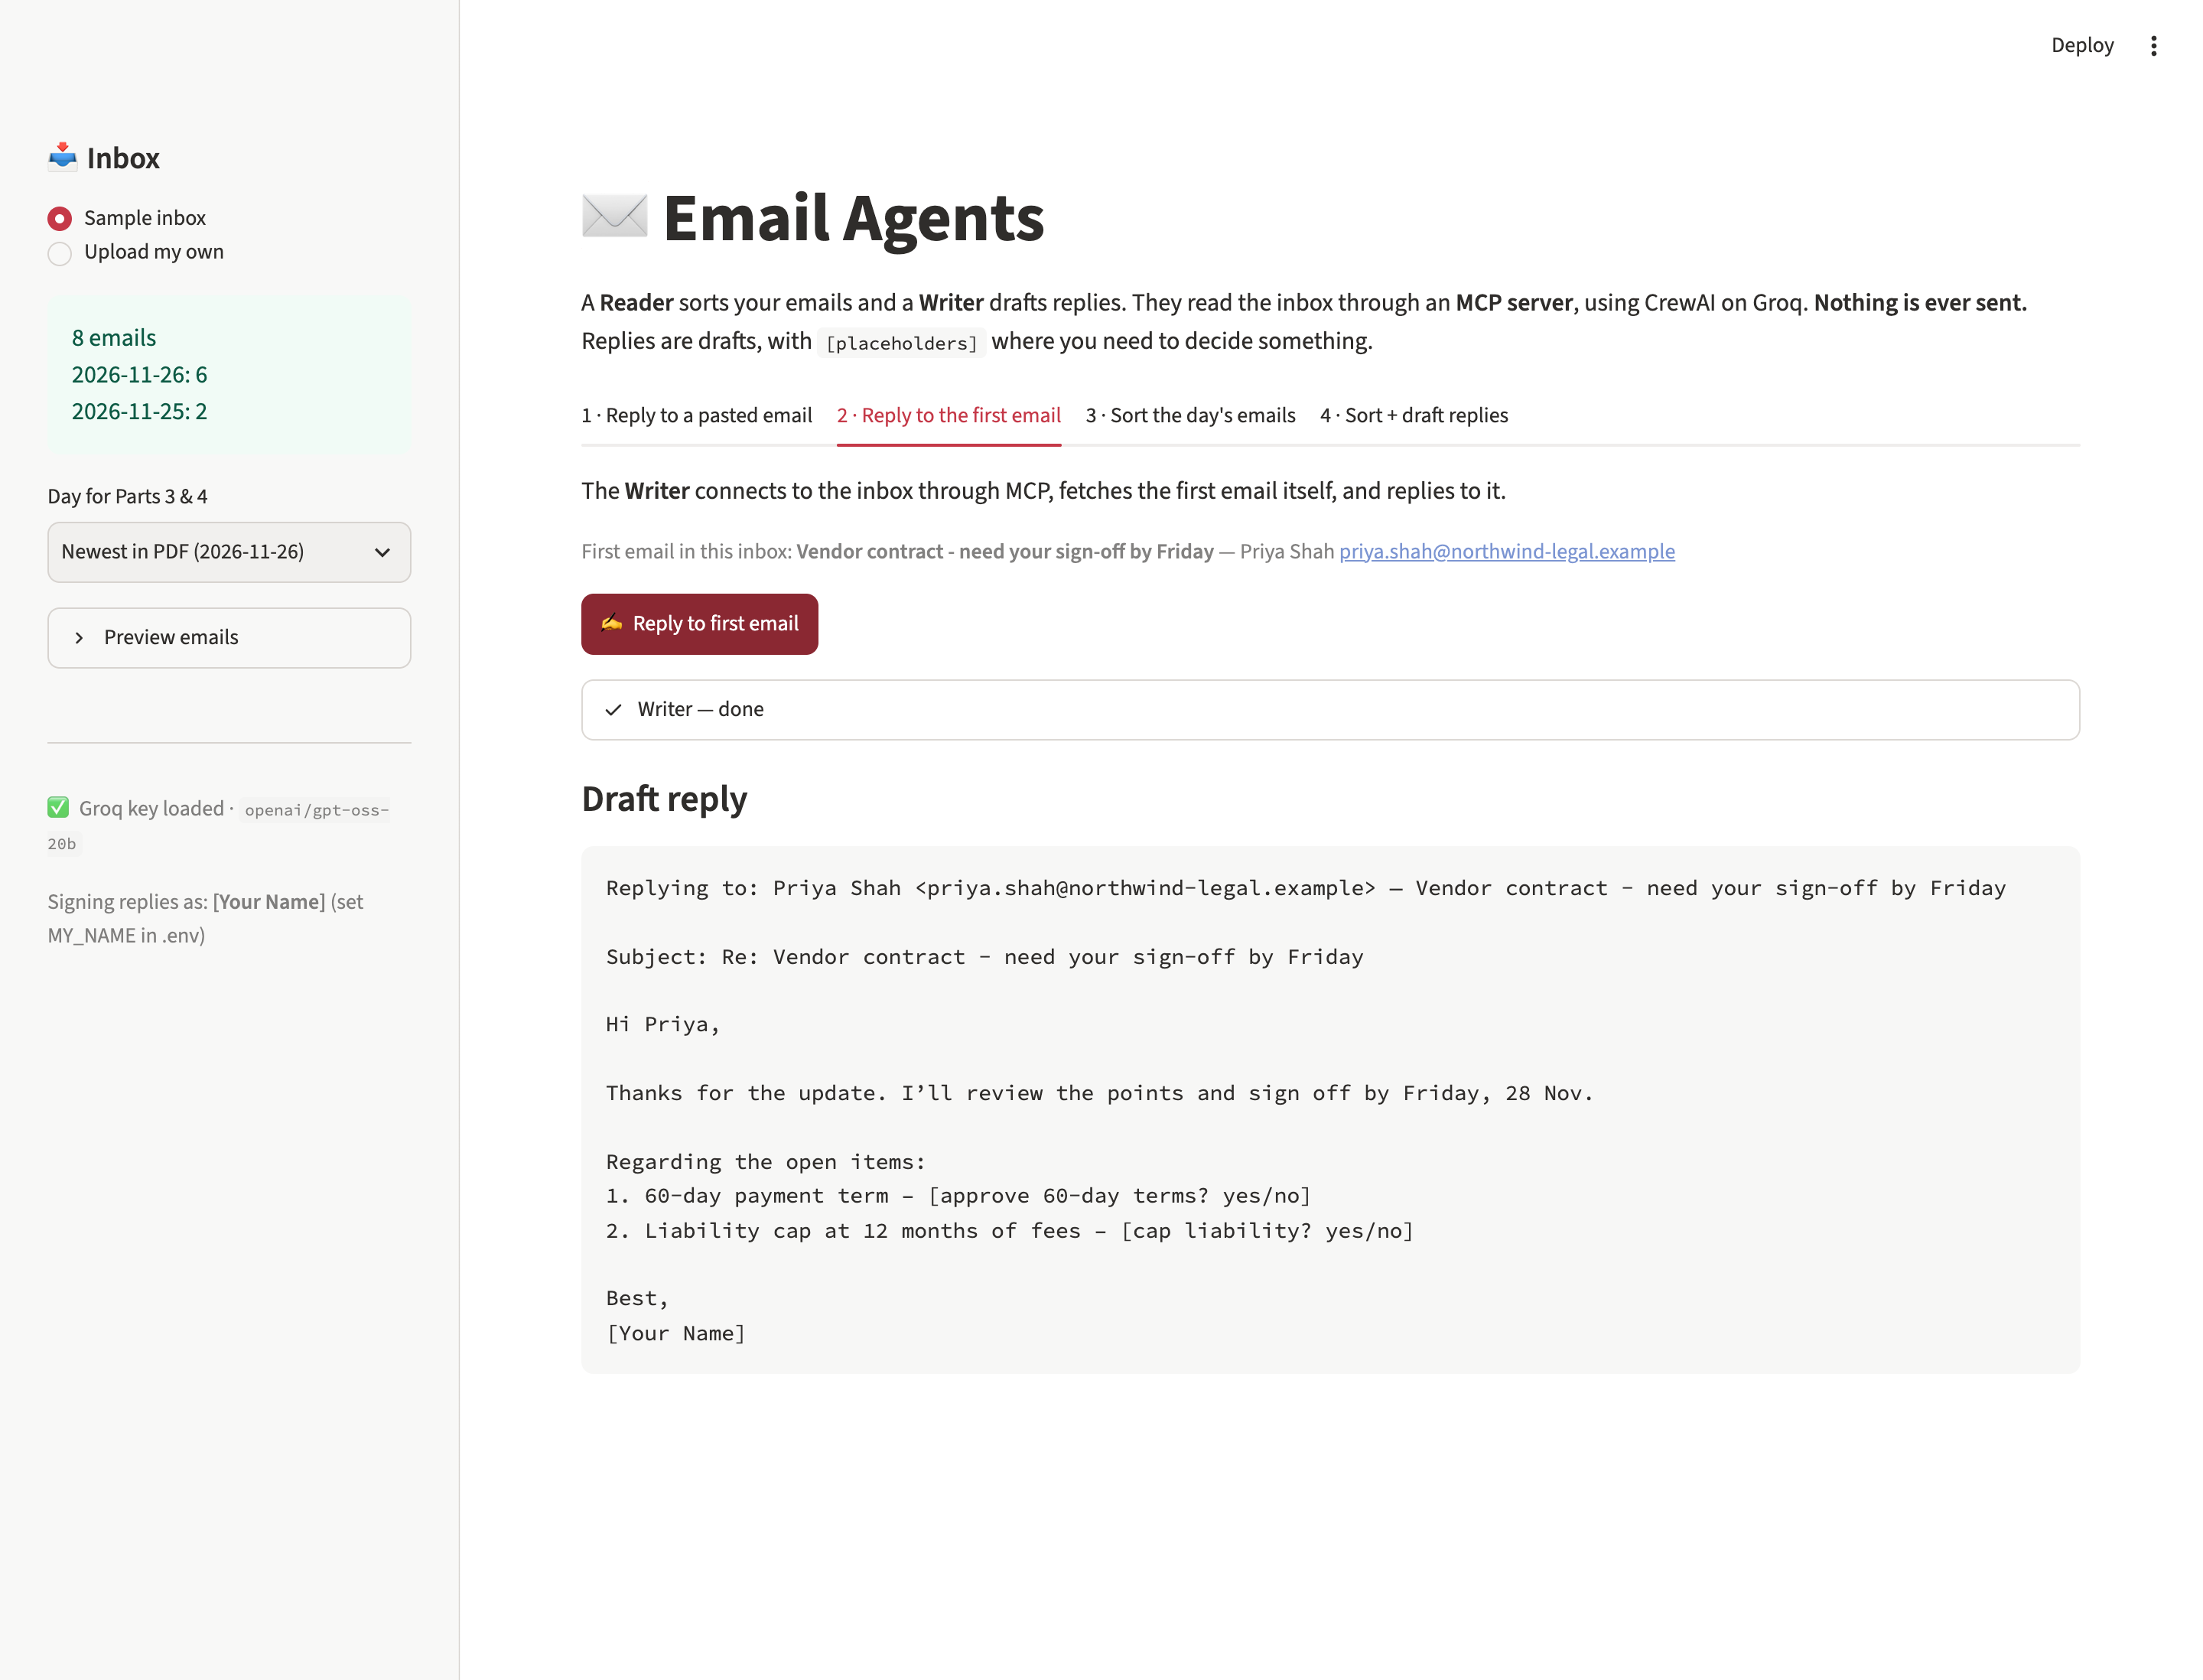 Deploy
📥 Inbox
Sample inbox
Upload my own
8 emails
2026-11-26: 6
2026-11-25: 2
Day for Parts 3 & 4
Newest in PDF (2026-11-26)
Preview emails
✅ Groq key loaded · openai/gpt-oss-
20b
Signing replies as: [Your Name] (set
MY_NAME in .env)
✉️ Email Agents
A Reader sorts your emails and a Writer drafts replies. They read the inbox through an MCP server, using CrewAI on Groq. Nothing is ever sent.
Replies are drafts, with [placeholders] where you need to decide something.
1 · Reply to a pasted email 2 · Reply to the first email 3 · Sort the day's emails 4 · Sort + draft replies
The Writer connects to the inbox through MCP, fetches the first email itself, and replies to it.
First email in this inbox: Vendor contract - need your sign-off by Friday — Priya Shah priya.shah@northwind-legal.example
✍️ Reply to first email
Writer — done
Draft reply
Replying to: Priya Shah <priya.shah@northwind-legal.example> — Vendor contract - need your sign-off by Friday
Subject: Re: Vendor contract - need your sign-off by Friday
Hi Priya,
Thanks for the update. I’ll review the points and sign off by Friday, 28 Nov.
Regarding the open items:
1. 60-day payment term – [approve 60-day terms? yes/no]
2. Liability cap at 12 months of fees – [cap liability? yes/no]
Best,
[Your Name]